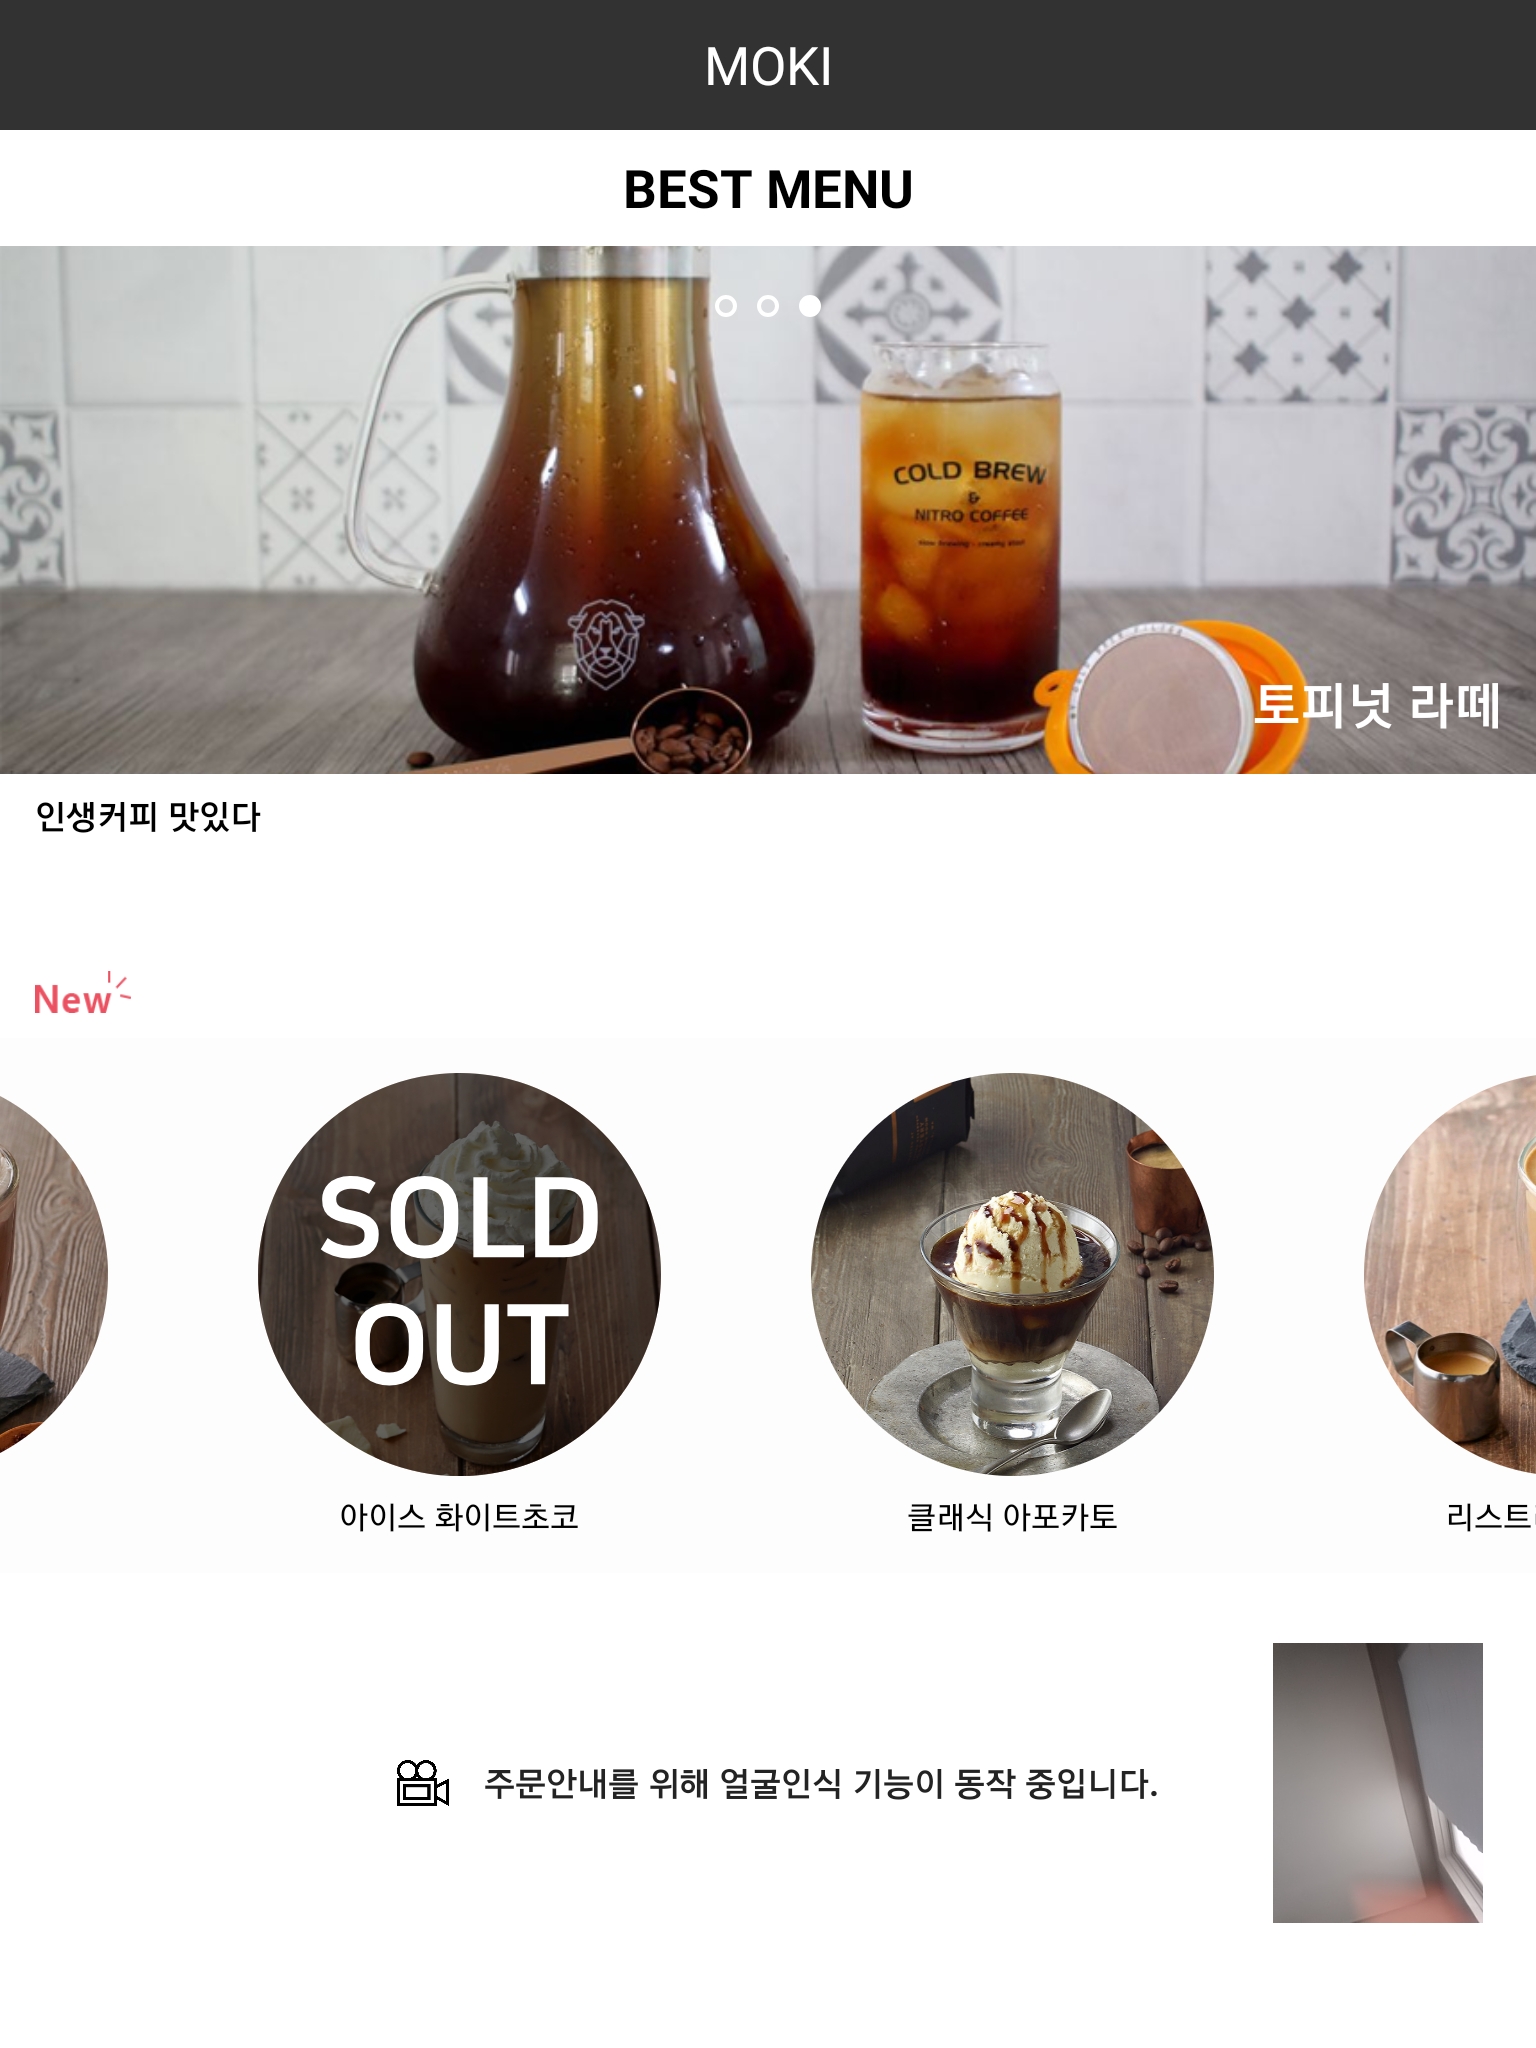 MOKI
BEST MENU
COLD BREW
&
NITRO COFFEE
토피넛 라떼
인생커피 맛있다
New
SOLD
OUT
아이스 화이트초코
클래식 아포카토
리스트
주문안내를 위해 얼굴인식 기능이 동작 중입니다.